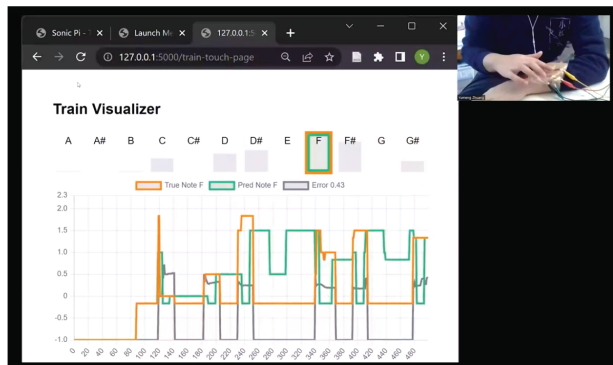 Sonic Pi - T
Launch Me
127.0.0.1:5
127.0.0.1:5000/train-touch-page
Y
Train Visualizer
A A# B C C# D D# E F F# G G#
True Note F Pred Note F Error 0.43
2.3
2.0
1.5
1.0
0.5
0
-0.5
-1.0
0 20 40 60 80 100 120 140 160 180 200 220 240 260 280 300 320 340 360 380 400 420 440 460 480